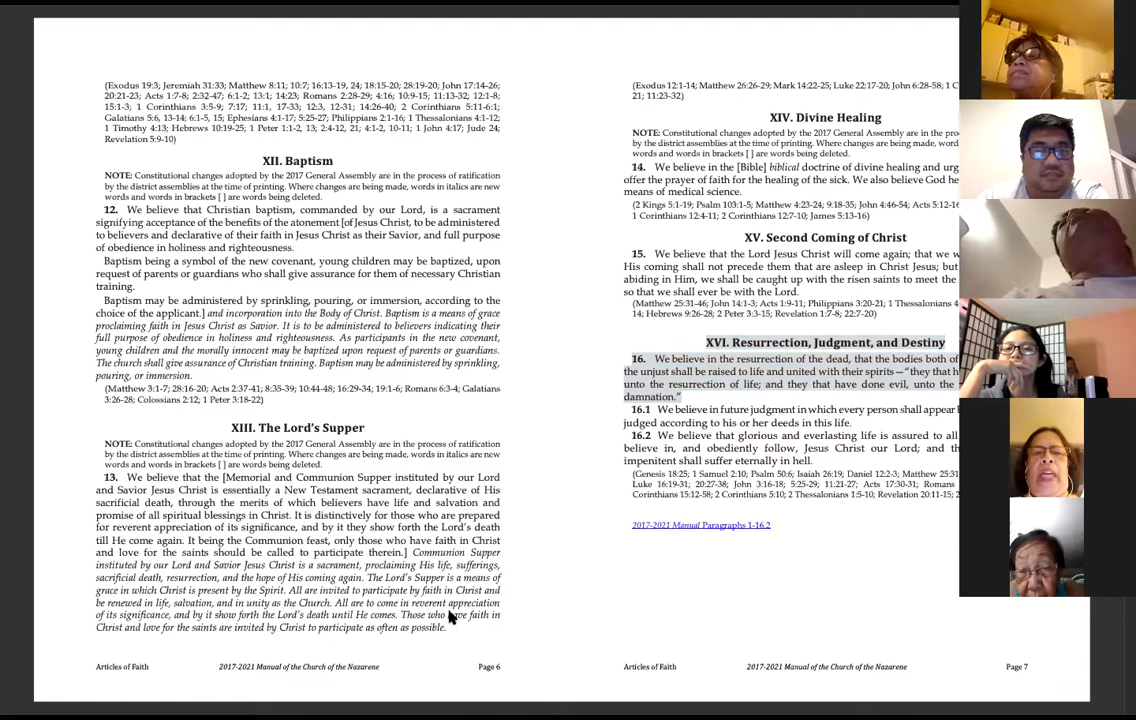 (Exodus 19:3; Jeremiah 31:33; Matthew 8:11; 10:7; 16:13-19, 24; 18:15-20; 28:19-20; John 17:14-26;
20:21-23; Acts 1:7-8; 2:32-47; 6:1-2; 13:1; 14:23; Romans 2:28-29; 4:16; 10:9-15; 11:13-32; 12:1-8;
15:1-3; 1 Corinthians 3:5-9; 7:17; 11:1, 17-33; 12:3, 12-31; 14:26-40; 2 Corinthians 5:11-6:1;
Galatians 5:6, 13-14; 6:1-5, 15; Ephesians 4:1-17; 5:25-27; Philippians 2:1-16; 1 Thessalonians 4:1-12;
1 Timothy 4:13; Hebrews 10:19-25; 1 Peter 1:1-2, 13; 2:4-12, 21; 4:1-2, 10-11; 1 John 4:17; Jude 24;
Revelation 5:9-10)
XII. Baptism
NOTE: Constitutional changes adopted by the 2017 General Assembly are in the process of ratification
by the district assemblies at the time of printing. Where changes are being made, words in italics are new
words and words in brackets [ ] are words being deleted.
12. We believe that Christian baptism, commanded by our Lord, is a sacrament
signifying acceptance of the benefits of the atonement [of Jesus Christ, to be administered
to believers and declarative of their faith in Jesus Christ as their Savior, and full purpose
of obedience in holiness and righteousness.
Baptism being a symbol of the new covenant, young children may be baptized, upon
request of parents or guardians who shall give assurance for them of necessary Christian
training.
Baptism may be administered by sprinkling, pouring, or immersion, according to the
choice of the applicant.] and incorporation into the Body of Christ. Baptism is a means of grace
proclaiming faith in Jesus Christ as Savior. It is to be administered to believers indicating their
full purpose of obedience in holiness and righteousness. As participants in the new covenant,
young children and the morally innocent may be baptized upon request of parents or guardians.
The church shall give assurance of Christian training. Baptism may be administered by sprinkling,
pouring, or immersion.
(Matthew 3:1-7; 28:16-20; Acts 2:37-41; 8:35-39; 10:44-48; 16:29-34; 19:1-6; Romans 6:3-4; Galatians
3:26-28; Colossians 2:12; 1 Peter 3:18-22)
XIII. The Lord's Supper
NOTE: Constitutional changes adopted by the 2017 General Assembly are in the process of ratification
by the district assemblies at the time of printing. Where changes are being made, words in italics are new
words and words in brackets [ ] are words being deleted.
13. We believe that the [Memorial and Communion Supper instituted by our Lord
and Savior Jesus Christ is essentially a New Testament sacrament, declarative of His
sacrificial death, through the merits of which believers have life and salvation and
promise of all spiritual blessings in Christ. It is distinctively for those who are prepared
for reverent appreciation of its significance, and by it they show forth the Lord's death
till He come again. It being the Communion feast, only those who have faith in Christ
and love for the saints should be called to participate therein.] Communion Supper
instituted by our Lord and Savior Jesus Christ is a sacrament, proclaiming His life, sufferings,
sacrificial death, resurrection, and the hope of His coming again. The Lord's Supper is a means of
grace in which Christ is present by the Spirit. All are invited to participate by faith in Christ and
be renewed in life, salvation, and in unity as the Church. All are to come in reverent appreciation
of its significance, and by it show forth the Lord's death until He comes. Those who have faith in
Christ and love for the saints are invited by Christ to participate as often as possible.
Articles of Faith 2017-2021 Manual of the Church of the Nazarene Page 6
(Exodus 12:1-14; Matthew 26:26-29; Mark 14:22-25; Luke 22:17-20; John 6:28-58; 1 C
21; 11:23-32)
XIV. Divine Healing
NOTE: Constitutional changes adopted by the 2017 General Assembly are in the pro
by the district assemblies at the time of printing. Where changes are being made, word
words and words in brackets [ ] are words being deleted.
14. We believe in the [Bible] biblical doctrine of divine healing and urg
offer the prayer of faith for the healing of the sick. We also believe God he
means of medical science.
(2 Kings 5:1-19; Psalm 103:1-5; Matthew 4:23-24; 9:18-35; John 4:46-54; Acts 5:12-16
1 Corinthians 12:4-11; 2 Corinthians 12:7-10; James 5:13-16)
XV. Second Coming of Christ
15. We believe that the Lord Jesus Christ will come again; that we w
His coming shall not precede them that are asleep in Christ Jesus; but
abiding in Him, we shall be caught up with the risen saints to meet the
so that we shall ever be with the Lord.
(Matthew 25:31-46; John 14:1-3; Acts 1:9-11; Philippians 3:20-21; 1 Thessalonians 4
14; Hebrews 9:26-28; 2 Peter 3:3-15; Revelation 1:7-8; 22:7-20)
XVI. Resurrection, Judgment, and Destiny
16. We believe in the resurrection of the dead, that the bodies both of
the unjust shall be raised to life and united with their spirits—"they that h
unto the resurrection of life; and they that have done evil, unto the
damnation."
16.1 We believe in future judgment in which every person shall appear
judged according to his or her deeds in this life.
16.2 We believe that glorious and everlasting life is assured to all
believe in, and obediently follow, Jesus Christ our Lord; and th
impenitent shall suffer eternally in hell.
(Genesis 18:25; 1 Samuel 2:10; Psalm 50:6; Isaiah 26:19; Daniel 12:2-3; Matthew 25:31
Luke 16:19-31; 20:27-38; John 3:16-18; 5:25-29; 11:21-27; Acts 17:30-31; Romans
Corinthians 15:12-58; 2 Corinthians 5:10; 2 Thessalonians 1:5-10; Revelation 20:11-15; 2
2017-2021 Manual Paragraphs 1-16.2
Articles of Faith 2017-2021 Manual of the Church of the Nazarene Page 7